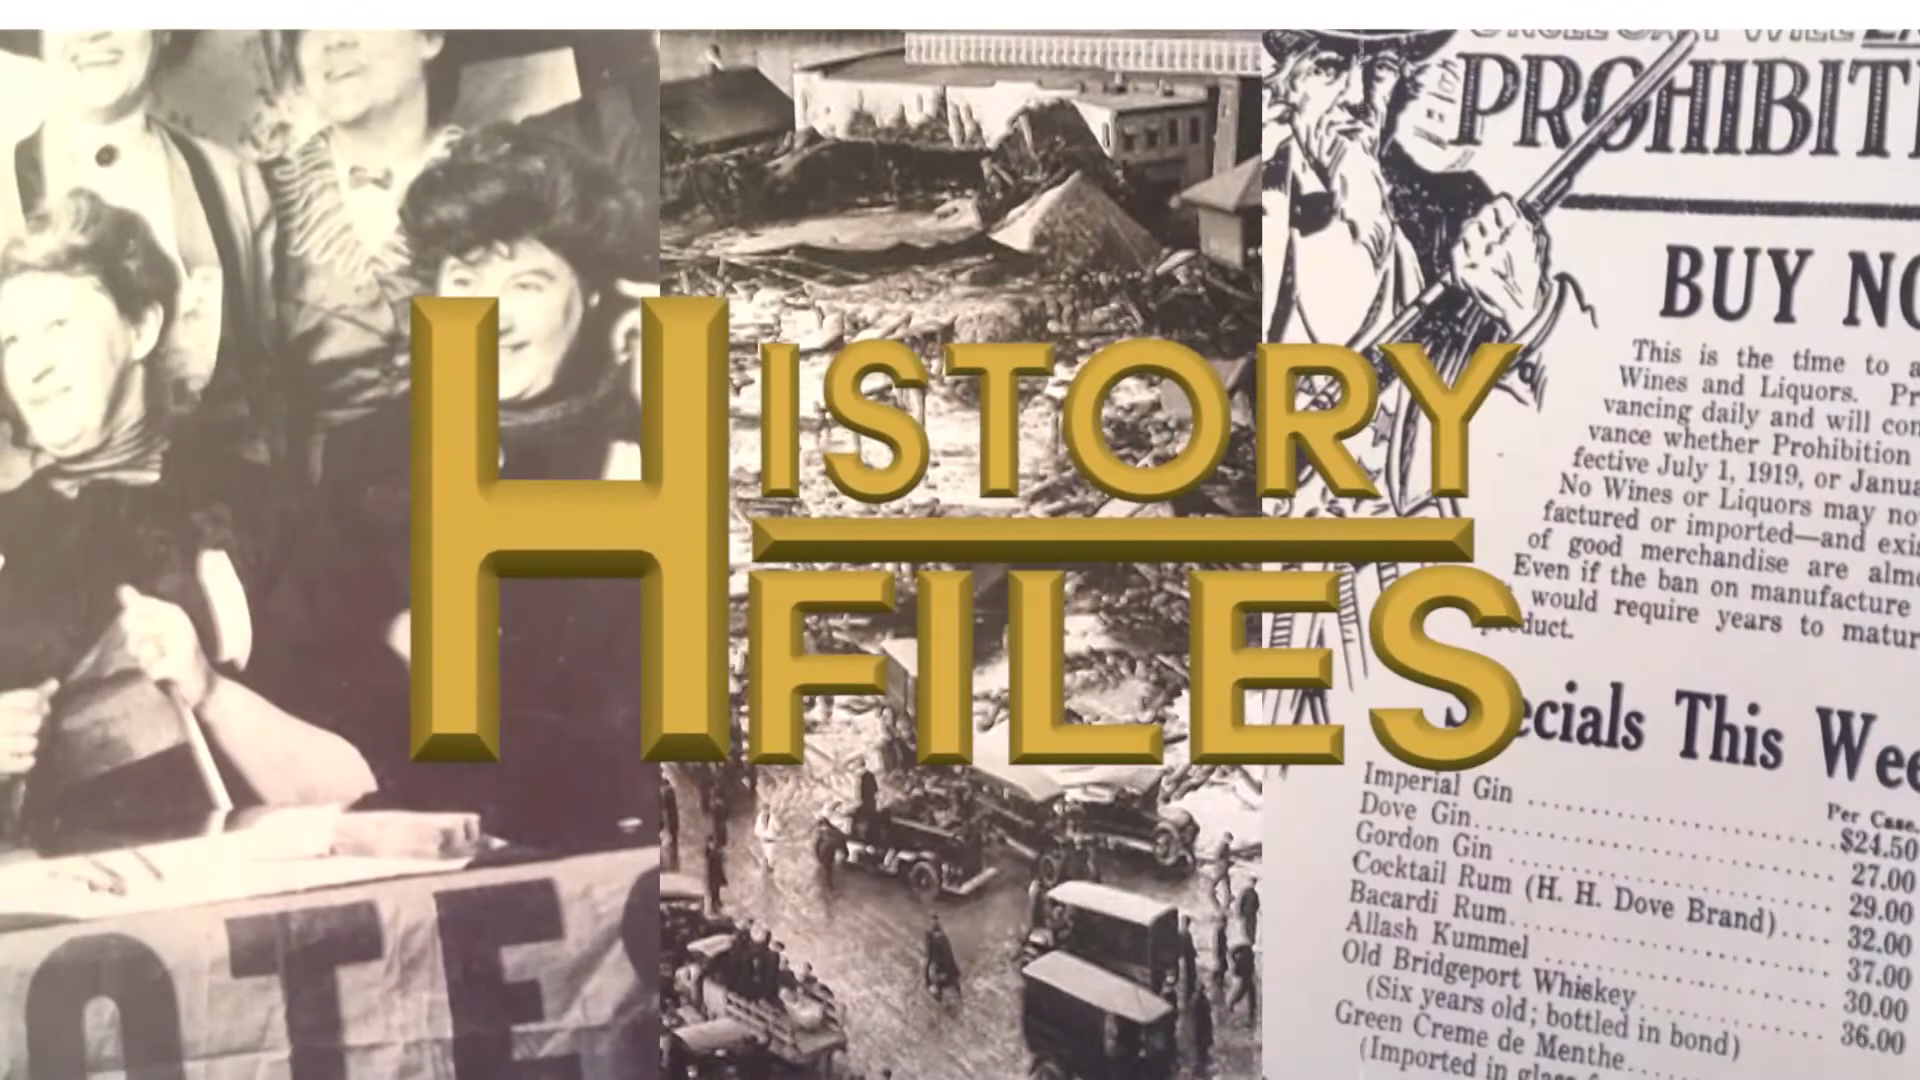 HISTORY
FILES
OTES
PROHIBITI
BUY NO
This is the time to a
Wines and Liquors. Pr
vancing daily and will con
vance whether Prohibition
fective July 1, 1919, or Janua
No Wines or Liquors may no
factured or imported—and exis
of good merchandise are almo
Even if the ban on manufacture
would require years to matur
product.
Specials This Wee
Per Case.
Imperial Gin .......... $24.50
Dove Gin.......... 27.00
Gordon Gin .......... 29.00
Cocktail Rum (H. H. Dove Brand).... 32.00
Bacardi Rum.......... 37.00
Allash Kummel .......... 30.00
Old Bridgeport Whiskey.......... 36.00
(Six years old; bottled in bond)
Green Creme de Menthe.......
(Imported in